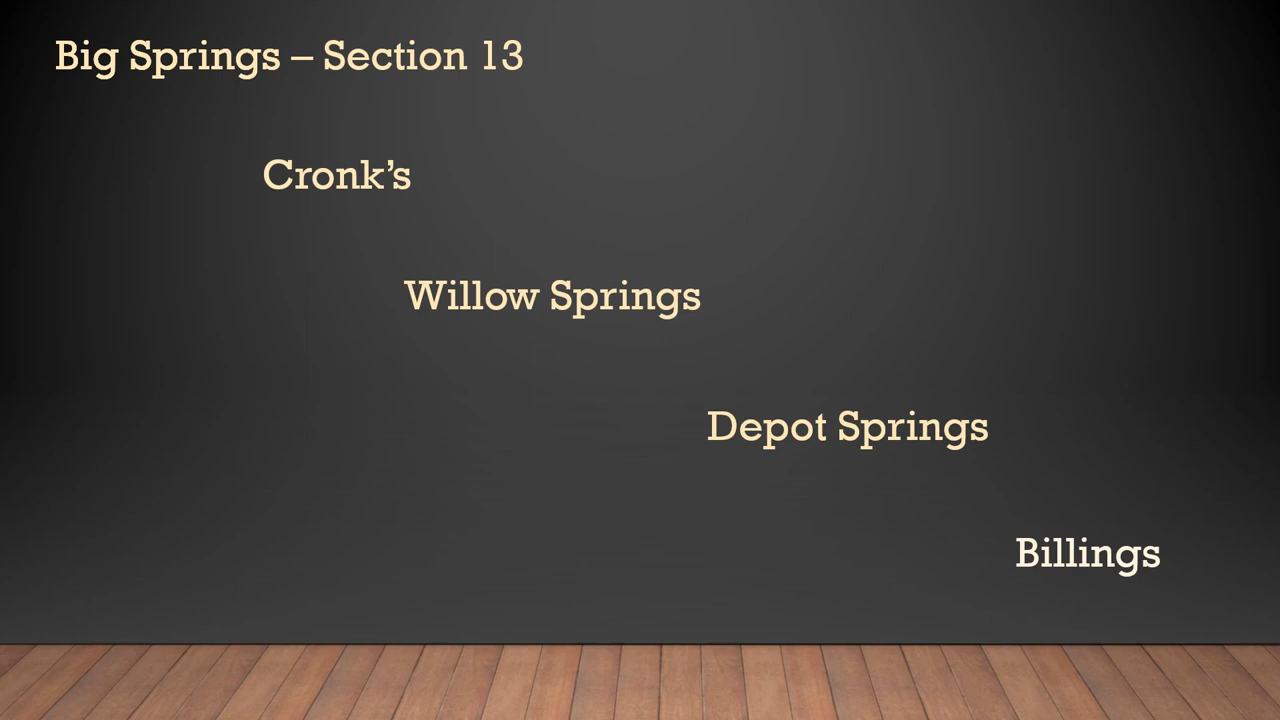 Big Springs – Section 13
Cronk’s
Willow Springs
Depot Springs
Billings